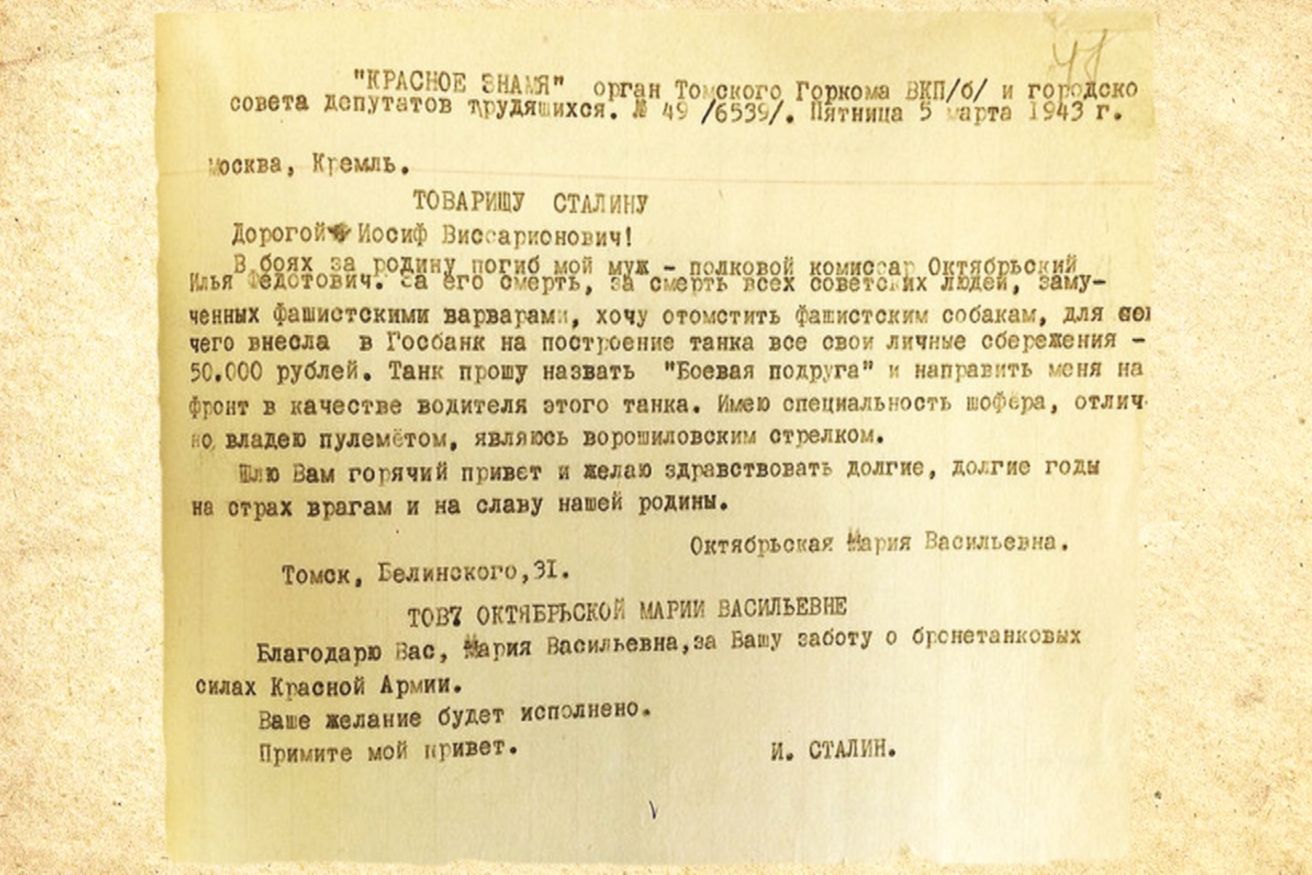 48
"КРАСНОЕ ЗНАМЯ" орган Томского Горкома ВКП/б/ и городско
совета депутатов трудящихся. № 49 /6539/. Пятница 5 марта 1943 г.
Москва, Кремль.
ТОВАРИЩУ СТАЛИНУ
Дорогой Иосиф Виссарионович!
В боях за родину погиб мой муж - полковой комиссар Октябрьский
Илья Федотович. За его смерть, за смерть всех советских людей, заму-
ченных фашистскими варварами, хочу отомстить фашистским собакам, для
чего внесла в Госбанк на построение танка все свои личные сбережения -
50.000 рублей. Танк прошу назвать "Боевая подруга" и направить меня на
фронт в качестве водителя этого танка. Имею специальность шофёра, отлич-
но владею пулемётом, являюсь ворошиловским стрелком.
Шлю Вам горячий привет и желаю здравствовать долгие, долгие годы
на страх врагам и на славу нашей родины.
Октябрьская Мария Васильевна.
Томск, Белинского,31.
ТОВ7 ОКТЯБРЬСКОЙ МАРИИ ВАСИЛЬЕВНЕ
Благодарю Вас, Мария Васильевна,за Вашу заботу о бронетанковых
силах Красной Армии.
Ваше желание будет исполнено.
Примите мой привет. И. СТАЛИН.